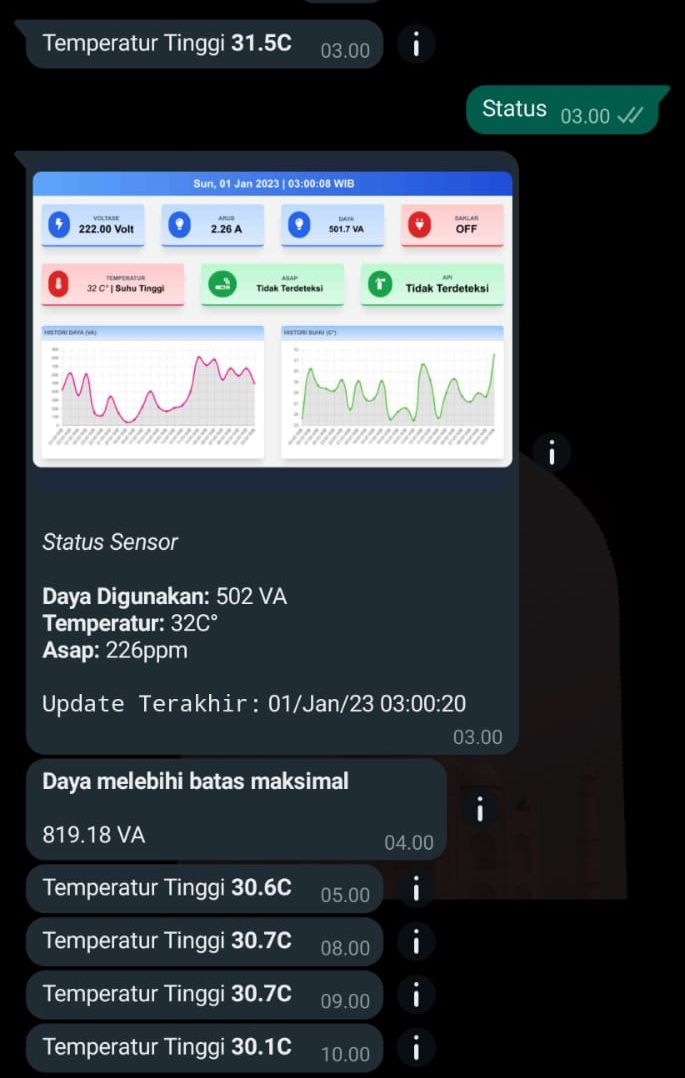 Temperatur Tinggi 31.5C 03.00
Status 03.00
Sun, 01 Jan 2023 | 03:00:08 WIB
VOLTASE
222.00 Volt
ARUS
2.26 A
DAYA
501.7 VA
SAKLAR
OFF
TEMPERATUR
32 C° | Suhu Tinggi
ASAP
Tidak Terdeteksi
API
Tidak Terdeteksi
HISTORI DAYA (VA)
HISTORI SUHU (C°)
Status Sensor
Daya Digunakan: 502 VA
Temperatur: 32C°
Asap: 226ppm
Update Terakhir: 01/Jan/23 03:00:20
03.00
Daya melebihi batas maksimal
819.18 VA
04.00
Temperatur Tinggi 30.6C 05.00
Temperatur Tinggi 30.7C 08.00
Temperatur Tinggi 30.7C 09.00
Temperatur Tinggi 30.1C 10.00